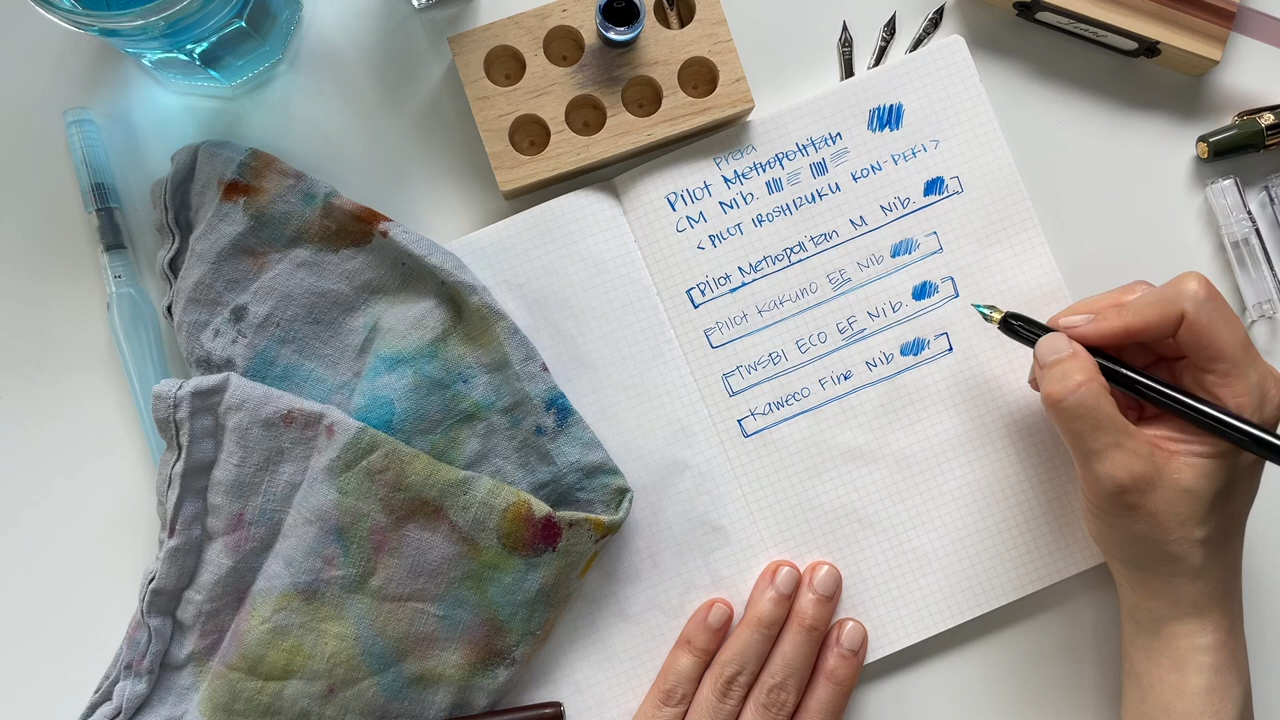 Prera
Pilot Metropolitan
CM Nib.
< PILOT IROSHIZUKU KON-PEKI >
Pilot Metropolitan M Nib.
Pilot Kakuno EF Nib
TWSBI ECO EF Nib.
Kaweco Fine Nib